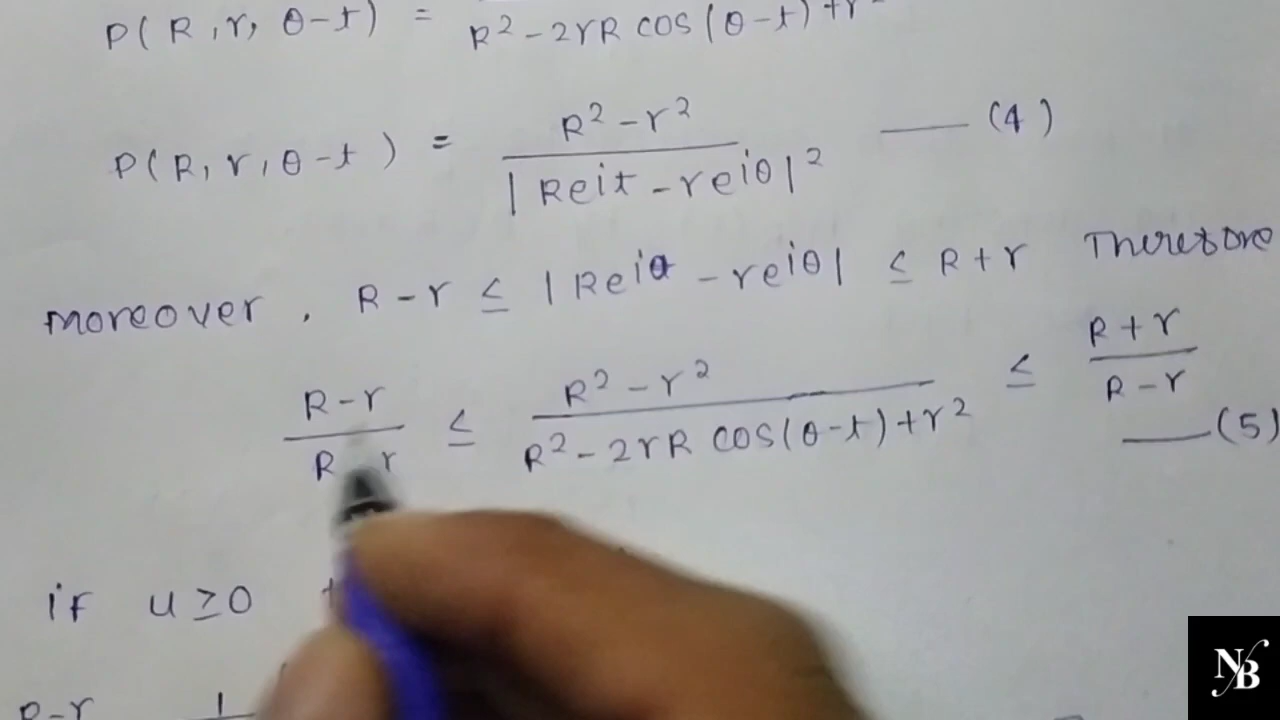 P(R,r, θ-t) = / R² - 2rR cos(θ-t) + r²
P(R, r, θ-t) = R² - r² / |Reit - reiθ|² —— (4)
moreover, R-r ≤ |Reiθ - reiθ| ≤ R+r Therefore
R-r / R r ≤ R² - r² / R² - 2rR cos(θ-t) + r² ≤ R+r / R-r —— (5)
if u ≥ 0
R-r 1
NB